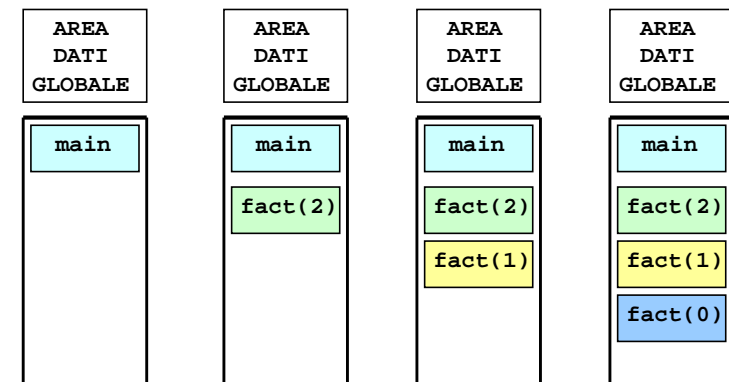 AREA
DATI
GLOBALE
main
AREA
DATI
GLOBALE
main
fact(2)
AREA
DATI
GLOBALE
main
fact(2)
fact(1)
AREA
DATI
GLOBALE
main
fact(2)
fact(1)
fact(0)